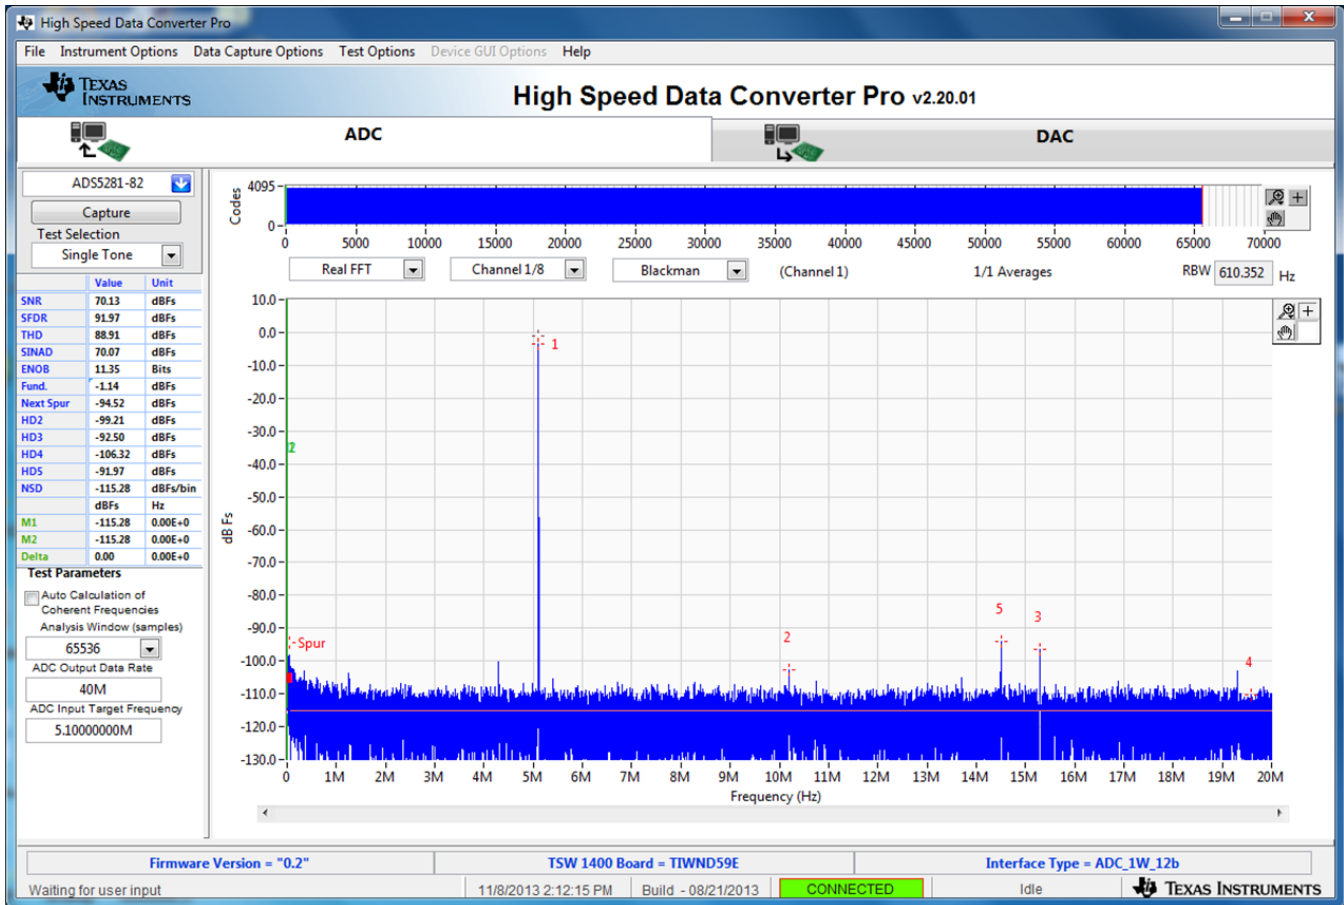 High Speed Data Converter Pro
File Instrument Options Data Capture Options Test Options Device GUI Options Help
TEXAS INSTRUMENTS
High Speed Data Converter Pro v2.20.01
ADC
DAC
ADS5281-82
Capture
Test Selection
Single Tone
Value Unit
SNR 70.13 dBFs
SFDR 91.97 dBFs
THD 88.91 dBFs
SINAD 70.07 dBFs
ENOB 11.35 Bits
Fund. -1.14 dBFs
Next Spur -94.52 dBFs
HD2 -99.21 dBFs
HD3 -92.50 dBFs
HD4 -106.32 dBFs
HD5 -91.97 dBFs
NSD -115.28 dBFs/bin
dBFs Hz
M1 -115.28 0.00E+0
M2 -115.28 0.00E+0
Delta 0.00 0.00E+0
Test Parameters
Auto Calculation of
Coherent Frequencies
Analysis Window (samples)
65536
ADC Output Data Rate
40M
ADC Input Target Frequency
5.10000000M
Codes
4095
0
0 5000 10000 15000 20000 25000 30000 35000 40000 45000 50000 55000 60000 65000 70000
Real FFT Channel 1/8 Blackman (Channel 1) 1/1 Averages RBW 610.352 Hz
dB Fs
10.0
0.0
-10.0
-20.0
-30.0
-40.0
-50.0
-60.0
-70.0
-80.0
-90.0
-100.0
-110.0
-120.0
-130.0
1
2
Spur
2
5
3
4
0 1M 2M 3M 4M 5M 6M 7M 8M 9M 10M 11M 12M 13M 14M 15M 16M 17M 18M 19M 20M
Frequency (Hz)
Firmware Version = "0.2" TSW 1400 Board = TIWND59E Interface Type = ADC_1W_12b
Waiting for user input 11/8/2013 2:12:15 PM Build - 08/21/2013 CONNECTED Idle TEXAS INSTRUMENTS